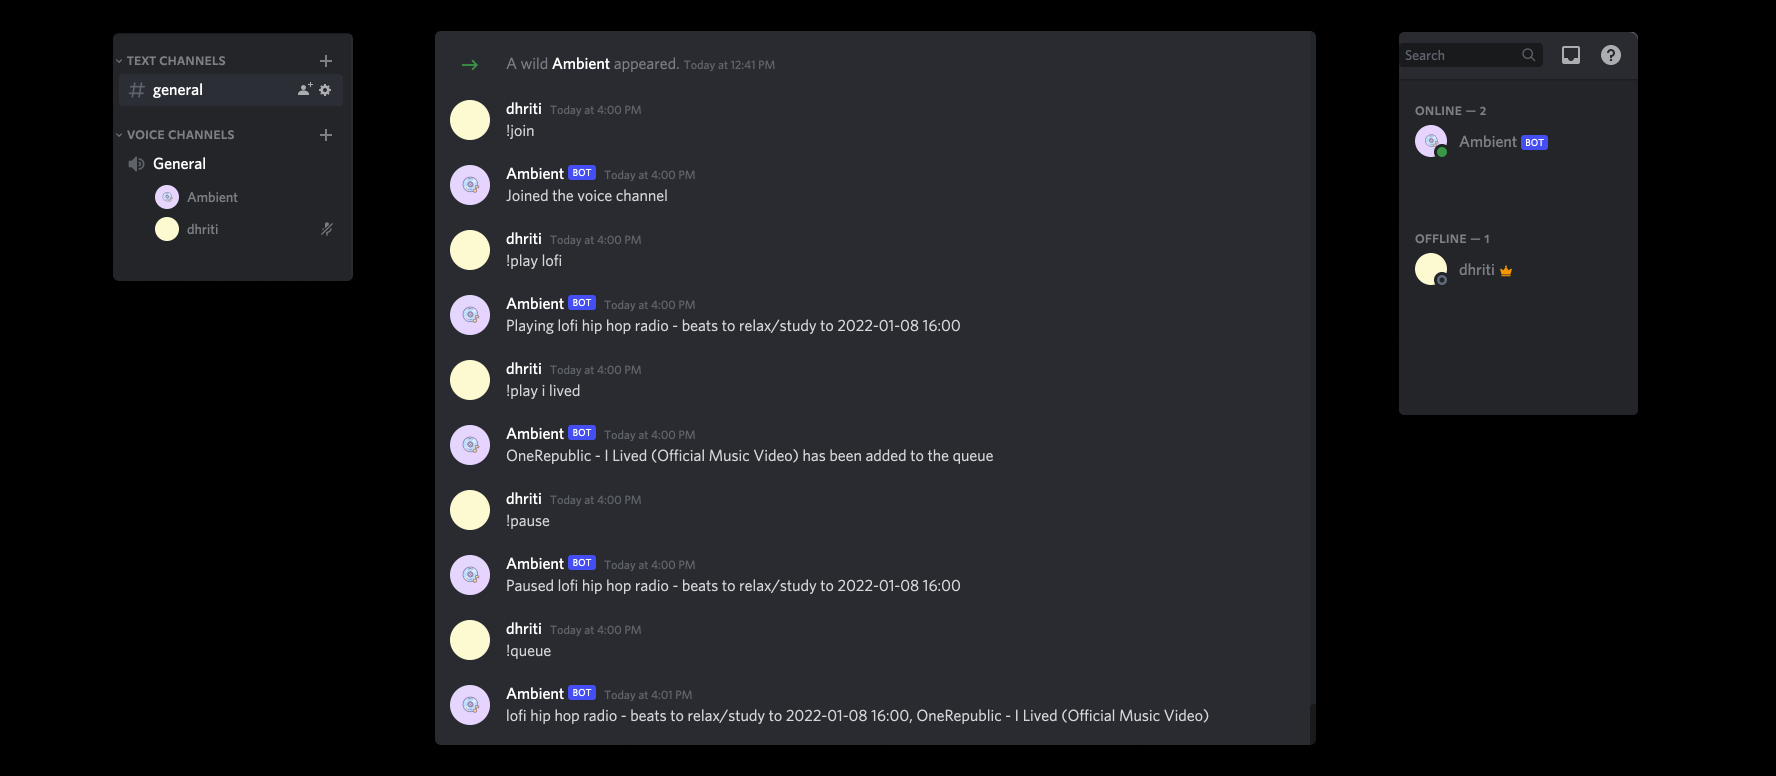 TEXT CHANNELS
general
VOICE CHANNELS
General
Ambient
dhriti
A wild Ambient appeared. Today at 12:41 PM
dhriti Today at 4:00 PM
!join
Ambient BOT Today at 4:00 PM
Joined the voice channel
dhriti Today at 4:00 PM
!play lofi
Ambient BOT Today at 4:00 PM
Playing lofi hip hop radio - beats to relax/study to 2022-01-08 16:00
dhriti Today at 4:00 PM
!play i lived
Ambient BOT Today at 4:00 PM
OneRepublic - I Lived (Official Music Video) has been added to the queue
dhriti Today at 4:00 PM
!pause
Ambient BOT Today at 4:00 PM
Paused lofi hip hop radio - beats to relax/study to 2022-01-08 16:00
dhriti Today at 4:00 PM
!queue
Ambient BOT Today at 4:01 PM
lofi hip hop radio - beats to relax/study to 2022-01-08 16:00, OneRepublic - I Lived (Official Music Video)
Search
ONLINE — 2
Ambient BOT
OFFLINE — 1
dhriti